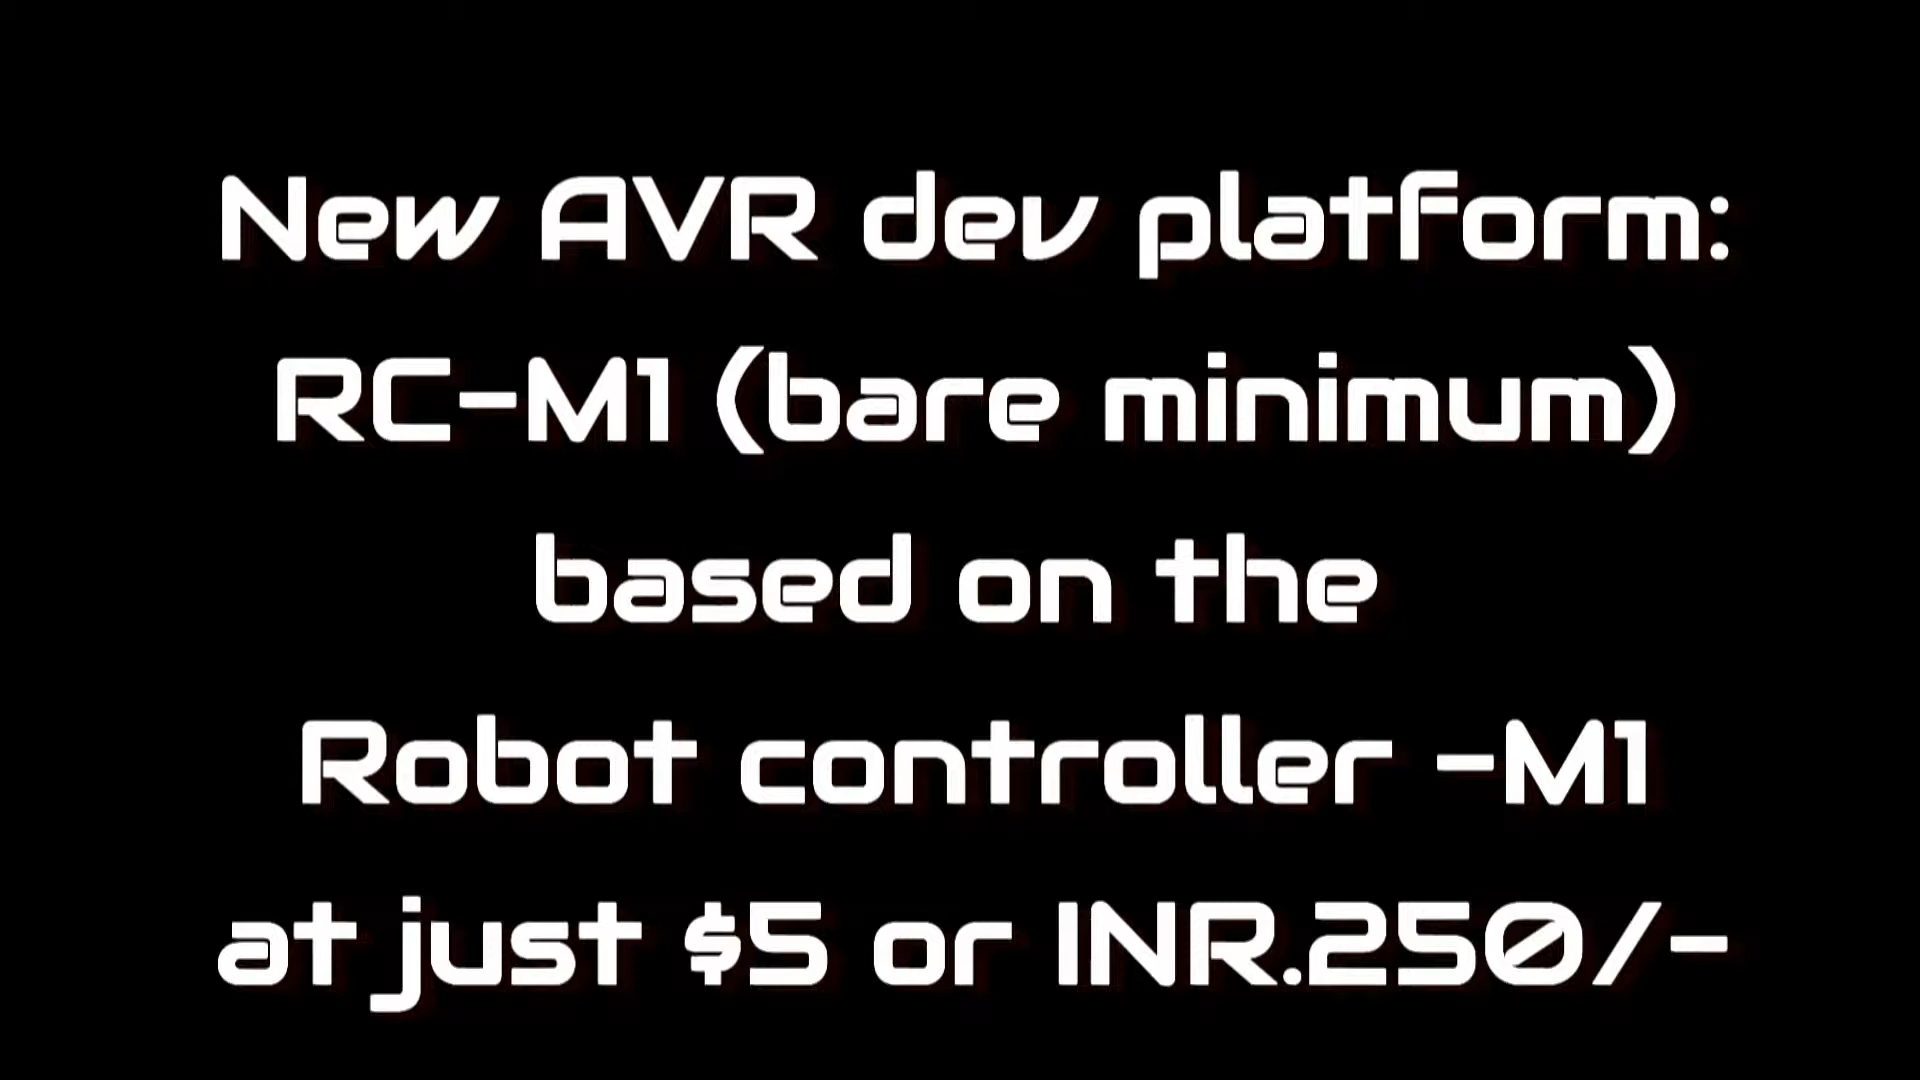 New AVR dev platform:
RC-M1 (bare minimum)
based on the
Robot controller -M1
at just $5 or INR.250/-